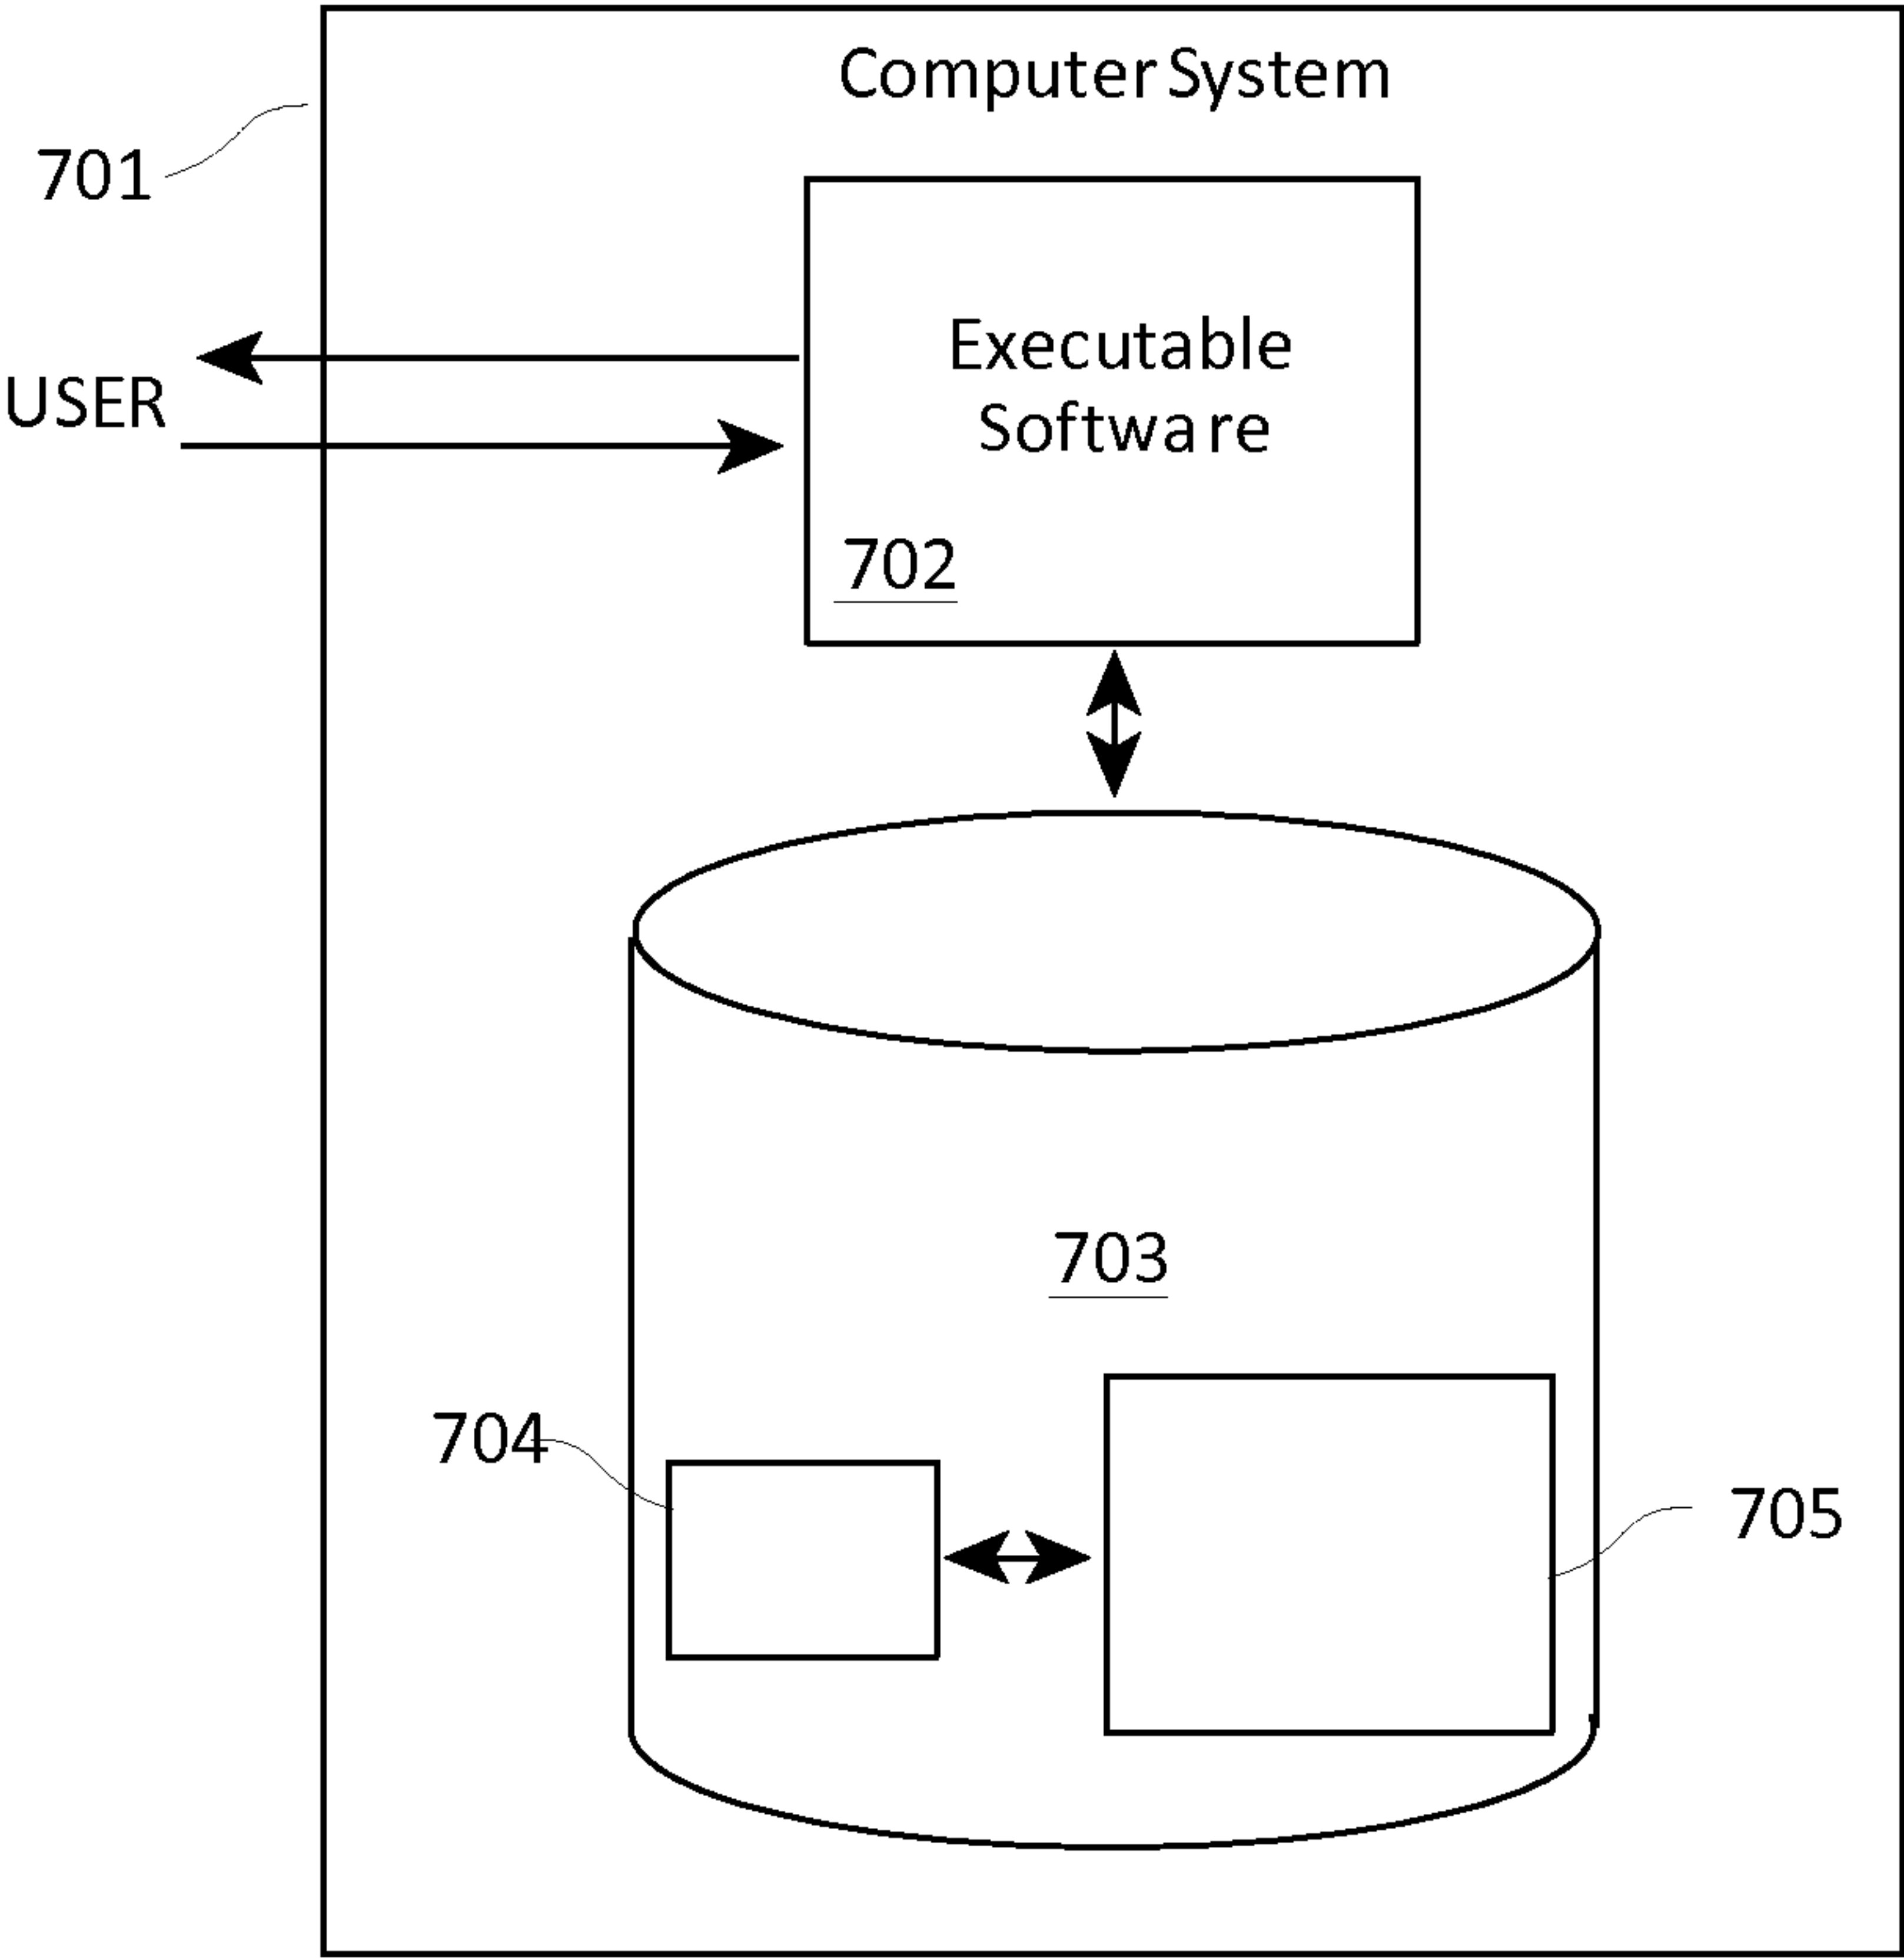 Computer System
701
Executable
Software
USER
702
703
704
705